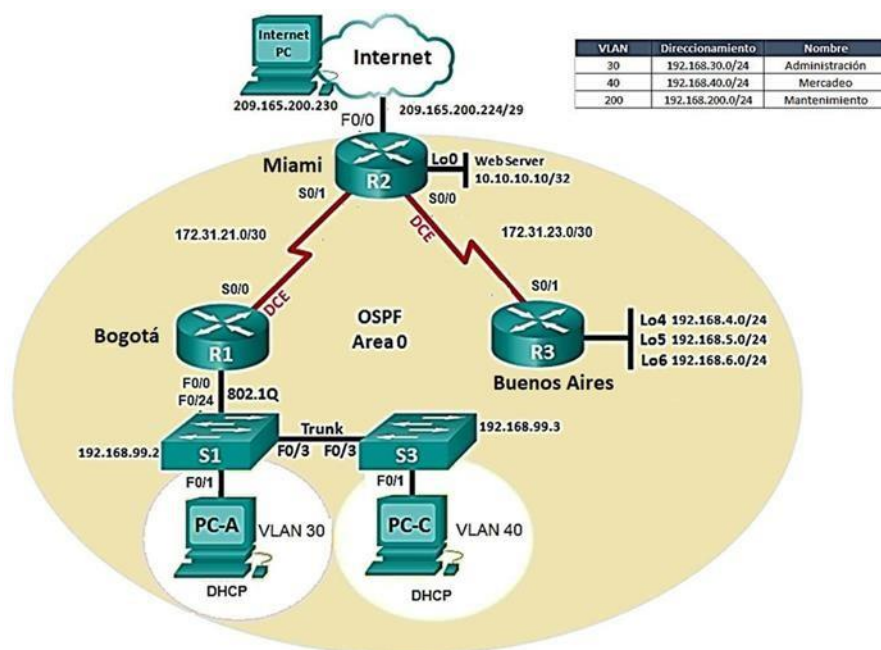 Internet
PC
Internet
209.165.200.230
209.165.200.224/29
F0/0
VLAN Direccionamiento Nombre
30 192.168.30.0/24 Administración
40 192.168.40.0/24 Mercadeo
200 192.168.200.0/24 Mantenimiento
Miami
R2
Lo0
Web Server
10.10.10.10/32
S0/1
S0/0
DCE
172.31.21.0/30
172.31.23.0/30
S0/0
DCE
S0/1
Bogotá
R1
OSPF
Area 0
R3
Buenos Aires
Lo4 192.168.4.0/24
Lo5 192.168.5.0/24
Lo6 192.168.6.0/24
F0/0
F0/24
802.1Q
Trunk
192.168.99.2
S1
F0/3
F0/3
S3
192.168.99.3
F0/1
F0/1
PC-A
VLAN 30
DHCP
PC-C
VLAN 40
DHCP